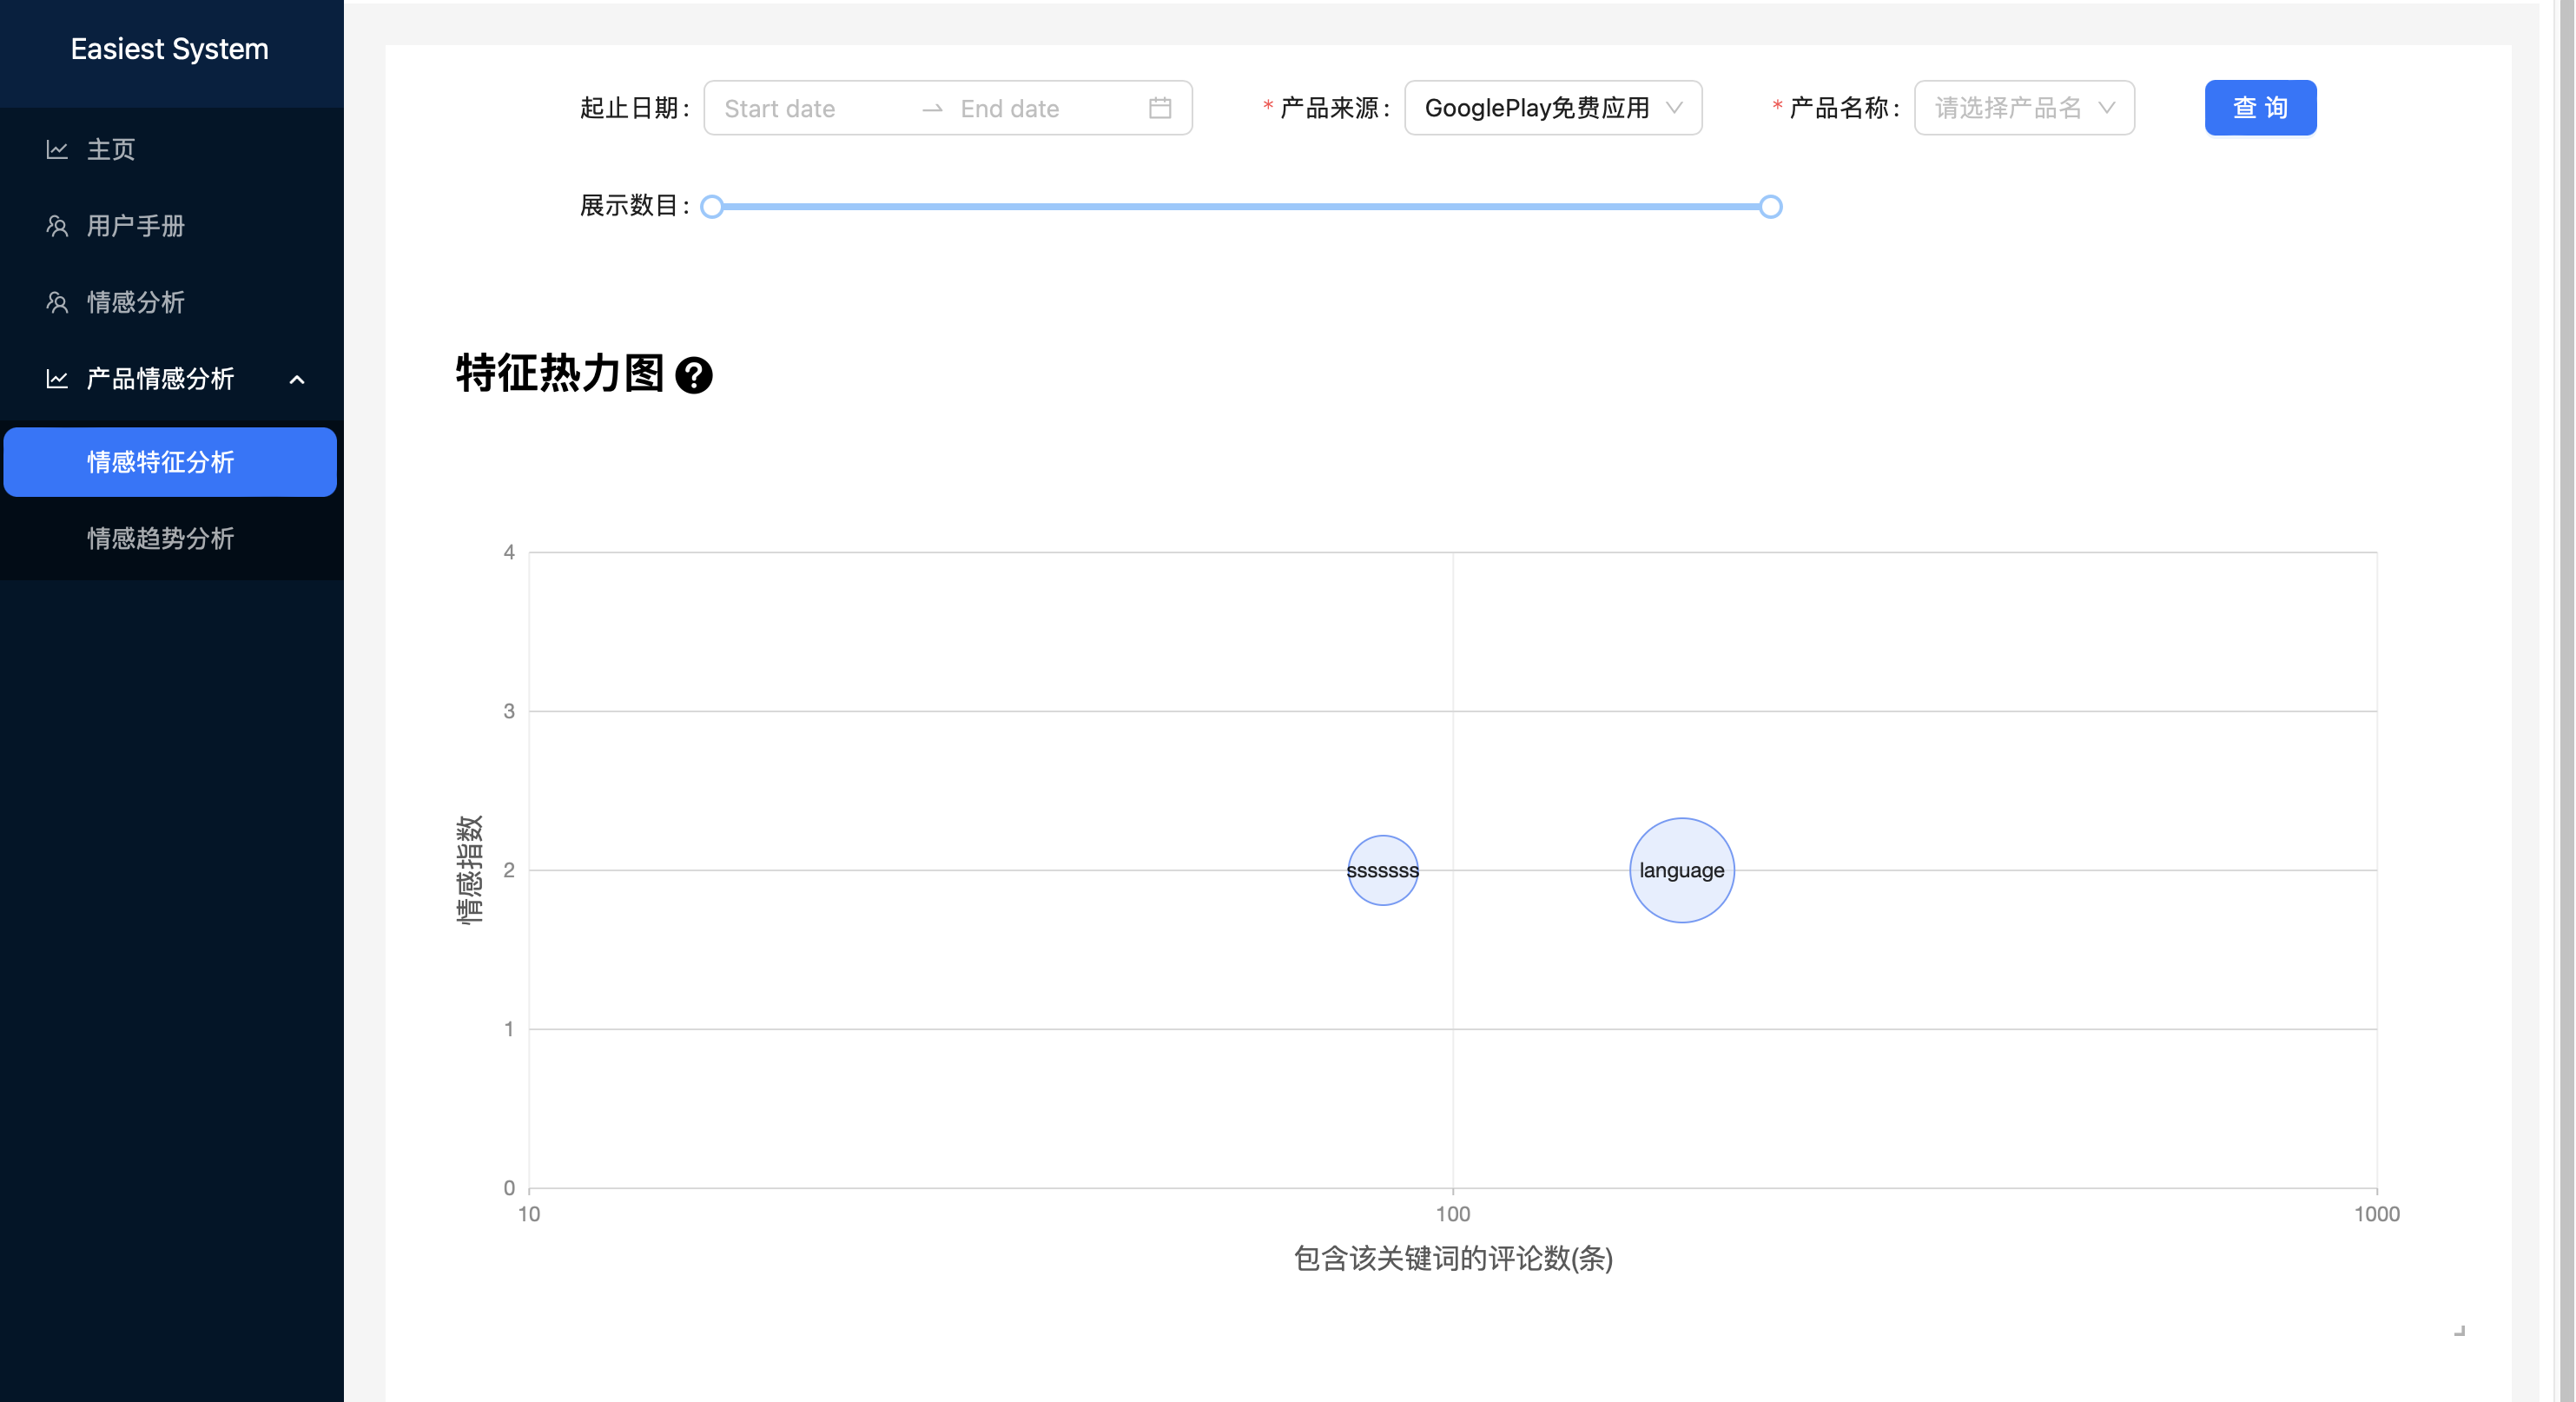 Easiest System
主页
用户手册
情感分析
产品情感分析
情感特征分析
情感趋势分析
起止日期: Start date End date * 产品来源: GooglePlay免费应用 * 产品名称: 请选择产品名 查 询
展示数目:
特征热力图
4
3
2
1
0
情感指数
sssssss
language
10 100 1000
包含该关键词的评论数(条)